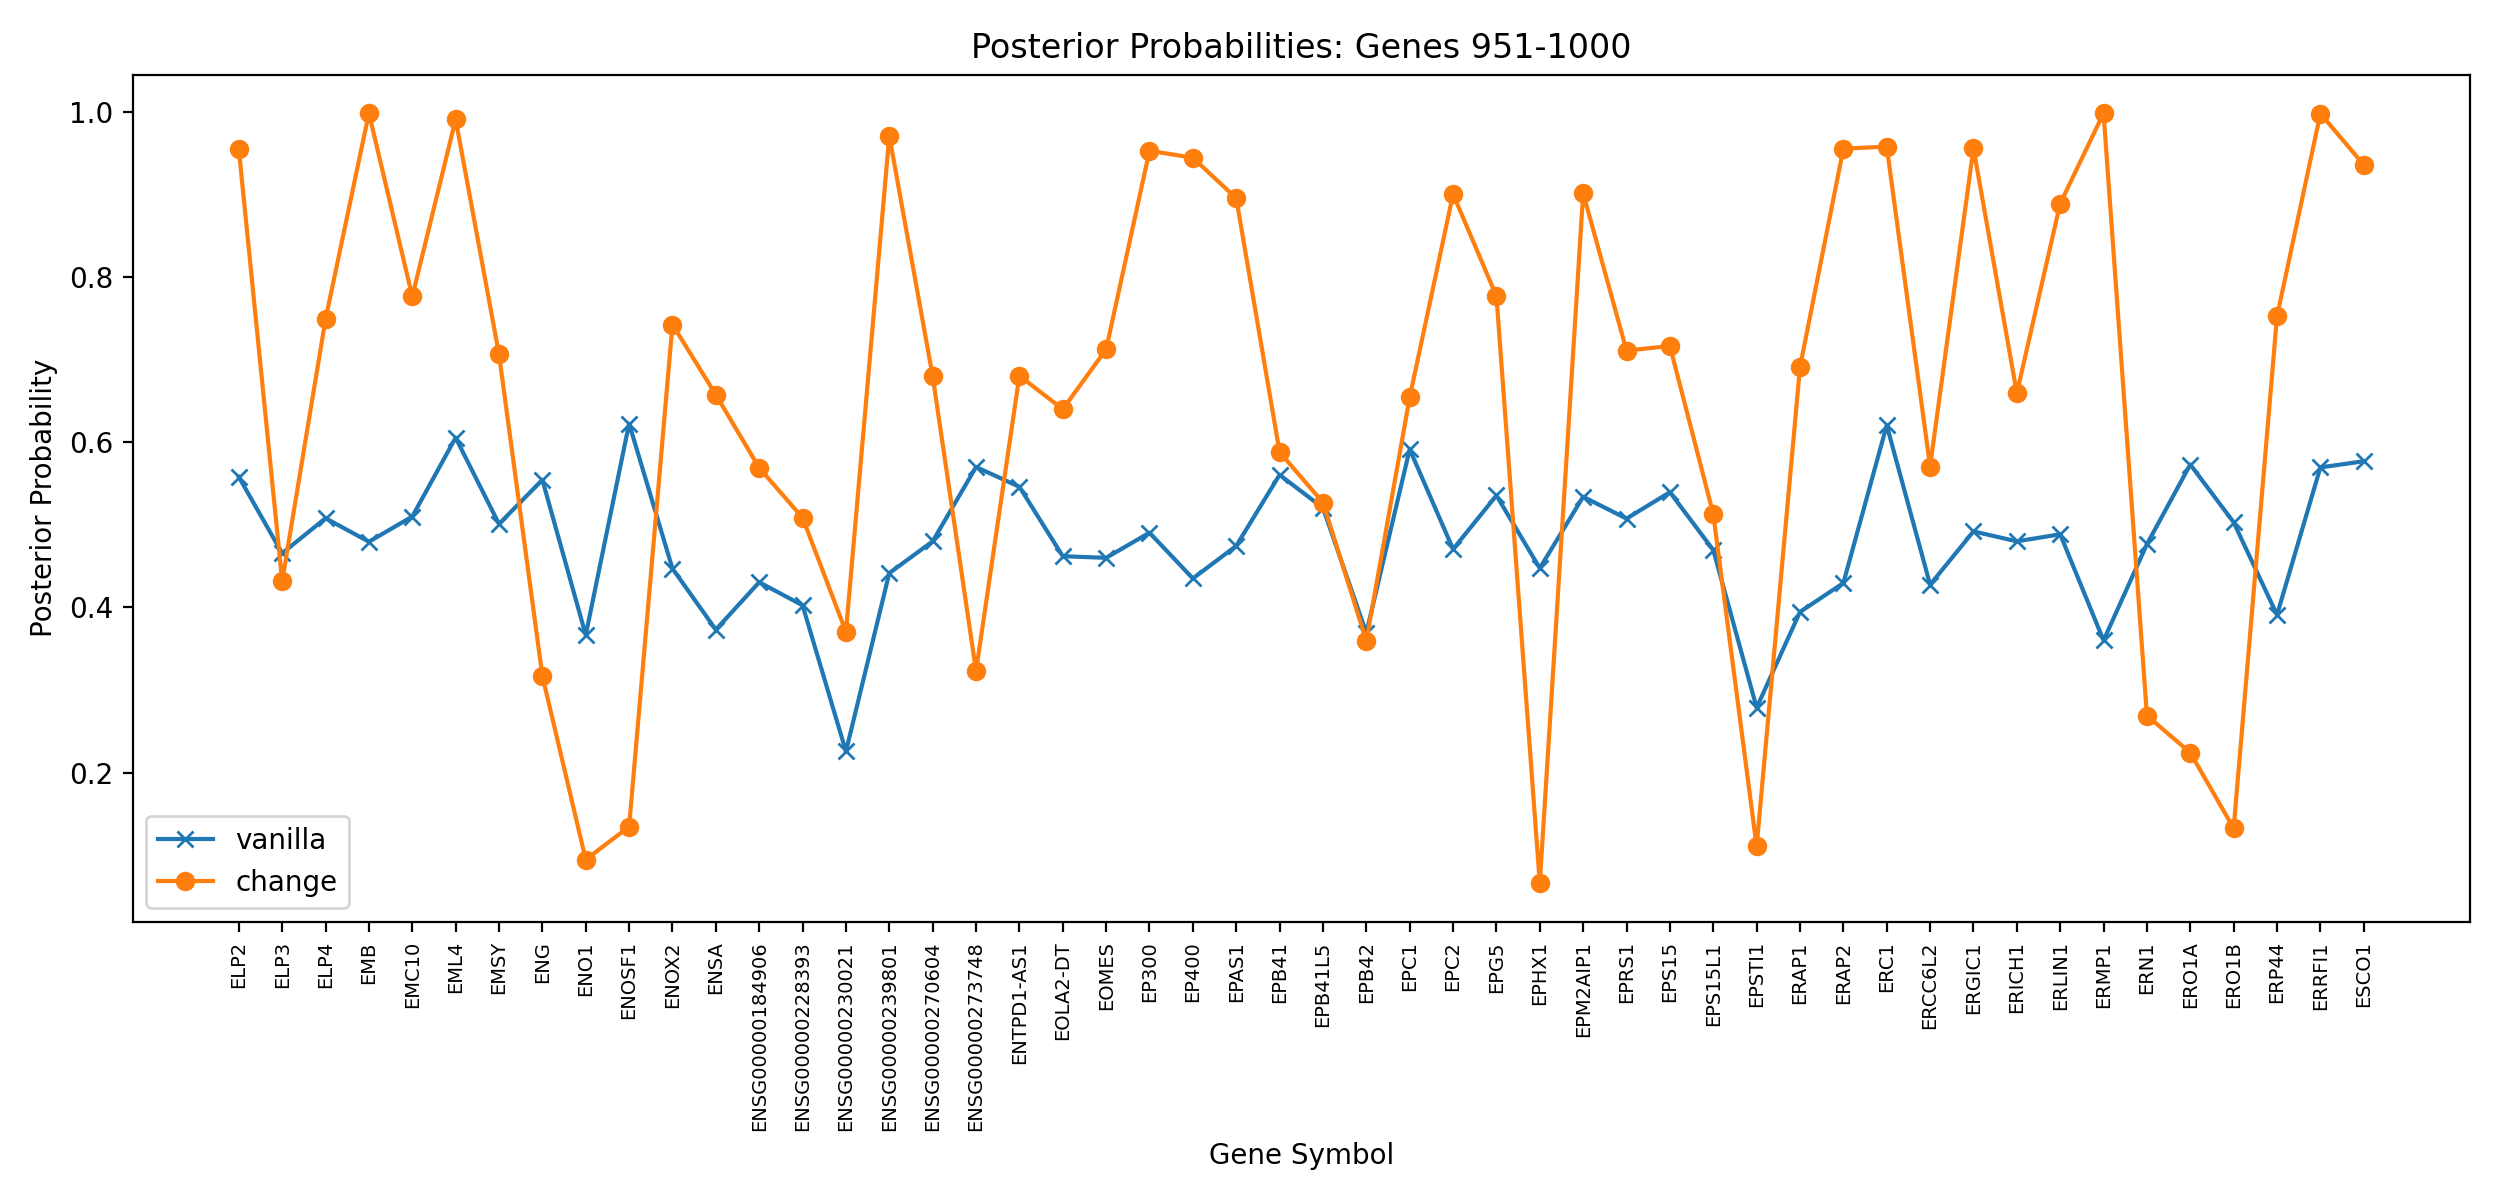 Posterior Probabilities: Genes 951-1000
Posterior Probability
1.0
0.8
0.6
0.4
0.2
vanilla
change
ELP2
ELP3
ELP4
EMB
EMC10
EML4
EMSY
ENG
ENO1
ENOSF1
ENOX2
ENSA
ENSG00000184906
ENSG00000228393
ENSG00000230021
ENSG00000239801
ENSG00000270604
ENSG00000273748
ENTPD1-AS1
EOLA2-DT
EOMES
EP300
EP400
EPAS1
EPB41
EPB41L5
EPB42
EPC1
EPC2
EPG5
EPHX1
EPM2AIP1
EPRS1
EPS15
EPS15L1
EPSTI1
ERAP1
ERAP2
ERC1
ERCC6L2
ERGIC1
ERICH1
ERLIN1
ERMP1
ERN1
ERO1A
ERO1B
ERP44
ERRFI1
ESCO1
Gene Symbol